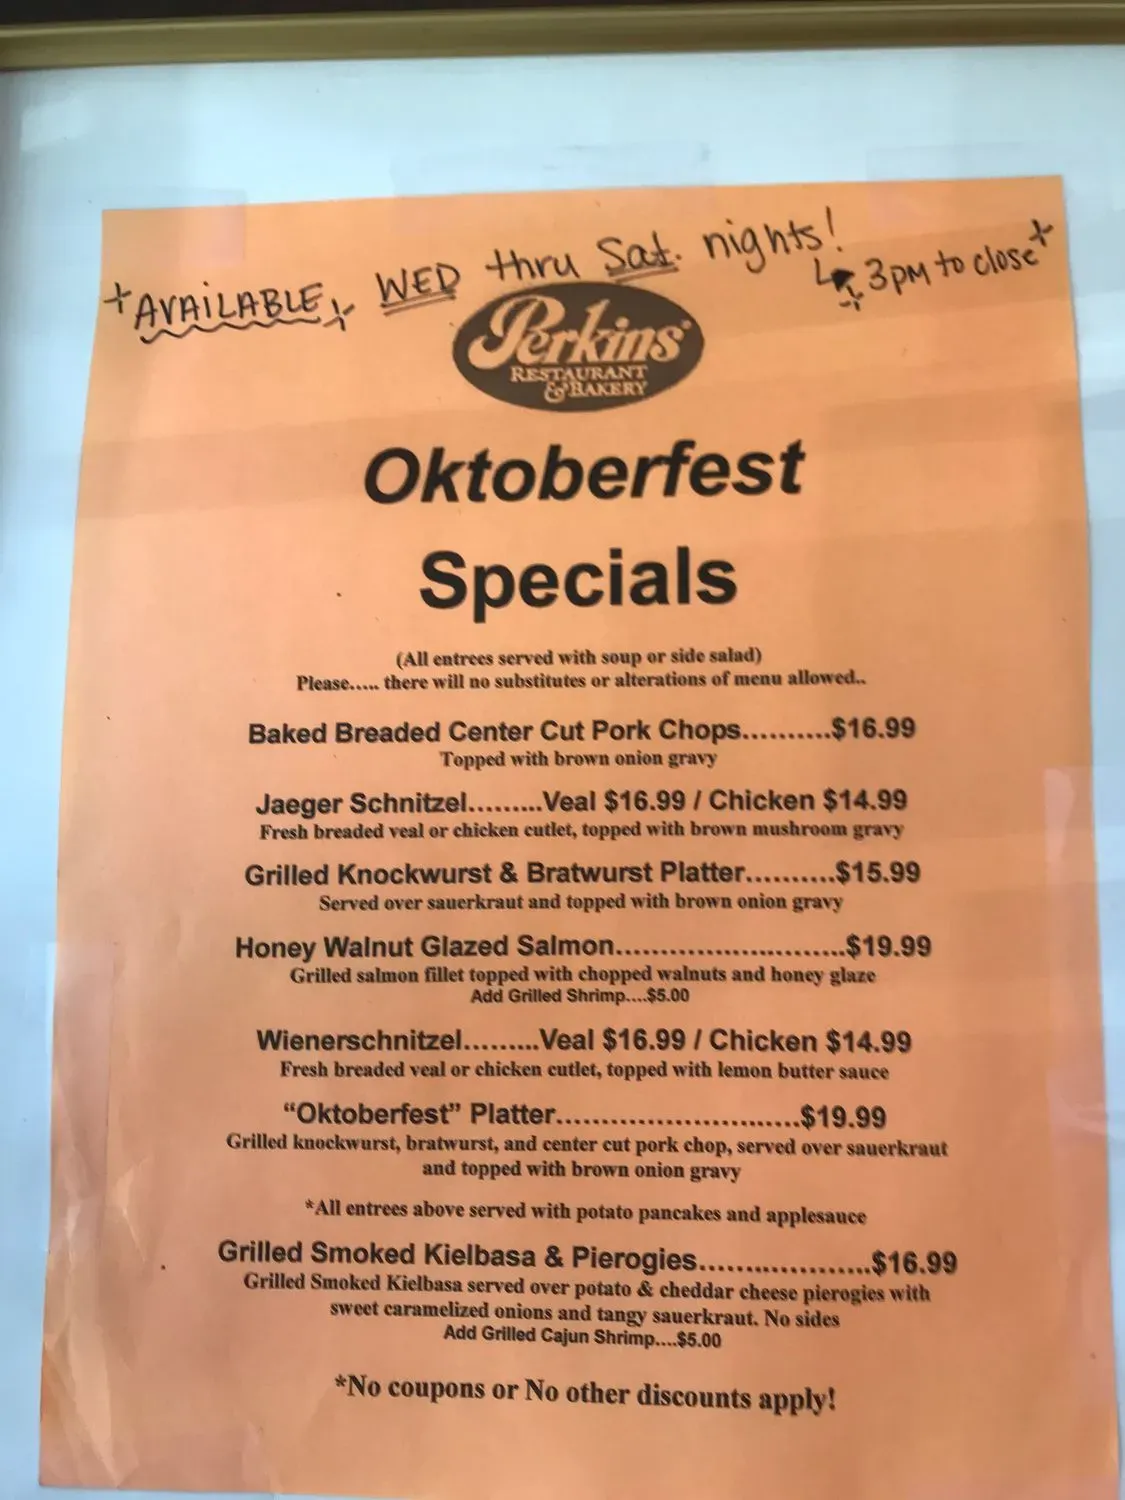 AVAILABLE WED thru Sat. nights!
3pm to close
Perkins®
RESTAURANT
& BAKERY
Oktoberfest
Specials
(All entrees served with soup or side salad)
Please..... there will no substitutes or alterations of menu allowed..
Baked Breaded Center Cut Pork Chops..........$16.99
Topped with brown onion gravy
Jaeger Schnitzel.........Veal $16.99 / Chicken $14.99
Fresh breaded veal or chicken cutlet, topped with brown mushroom gravy
Grilled Knockwurst & Bratwurst Platter..........$15.99
Served over sauerkraut and topped with brown onion gravy
Honey Walnut Glazed Salmon..........................$19.99
Grilled salmon fillet topped with chopped walnuts and honey glaze
Add Grilled Shrimp....$5.00
Wienerschnitzel.........Veal $16.99 / Chicken $14.99
Fresh breaded veal or chicken cutlet, topped with lemon butter sauce
“Oktoberfest” Platter...........................$19.99
Grilled knockwurst, bratwurst, and center cut pork chop, served over sauerkraut
and topped with brown onion gravy
*All entrees above served with potato pancakes and applesauce
Grilled Smoked Kielbasa & Pierogies...................$16.99
Grilled Smoked Kielbasa served over potato & cheddar cheese pierogies with
sweet caramelized onions and tangy sauerkraut. No sides
Add Grilled Cajun Shrimp....$5.00
*No coupons or No other discounts apply!